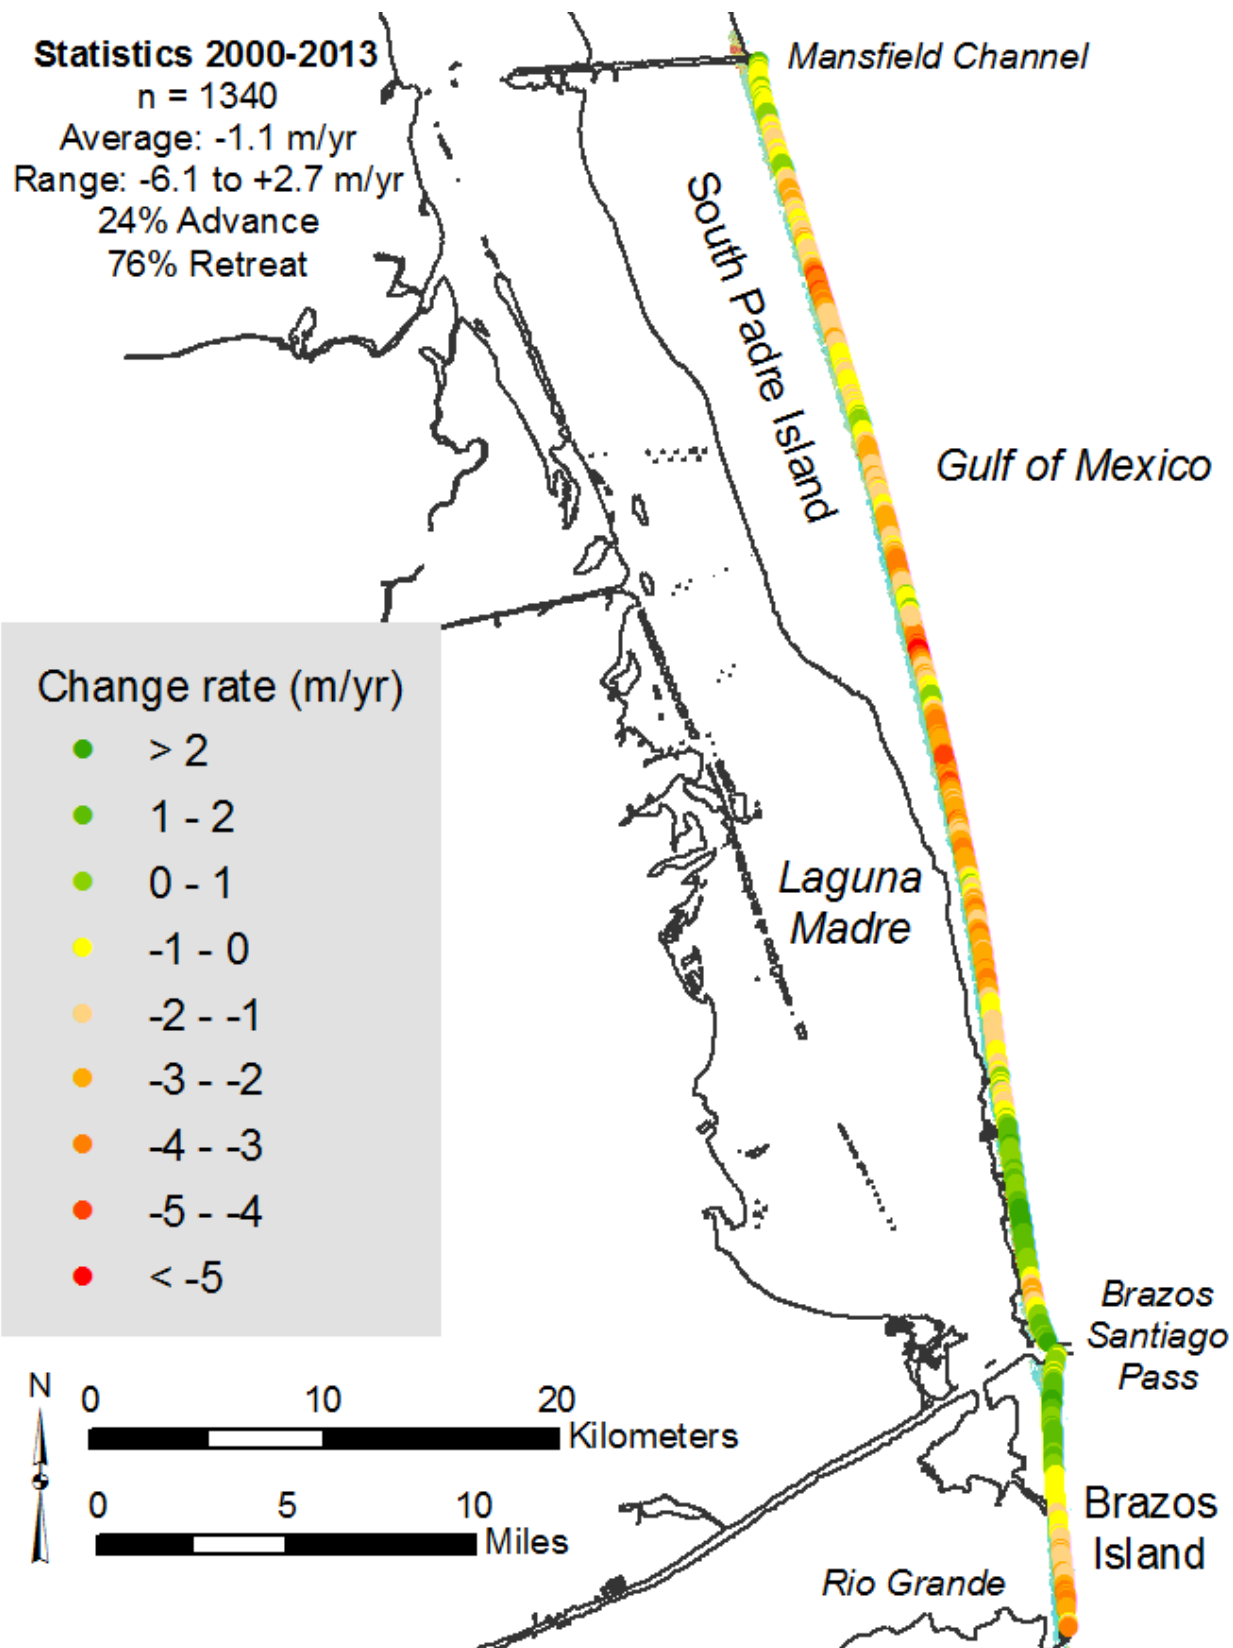 Statistics 2000-2013
n = 1340
Average: -1.1 m/yr
Range: -6.1 to +2.7 m/yr
24% Advance
76% Retreat
Mansfield Channel
South Padre Island
Gulf of Mexico
Change rate (m/yr)
> 2
1 - 2
0 - 1
-1 - 0
-2 - -1
-3 - -2
-4 - -3
-5 - -4
< -5
Laguna
Madre
Brazos
Santiago
Pass
N
0 10 20
Kilometers
0 5 10
Miles
Brazos
Island
Rio Grande